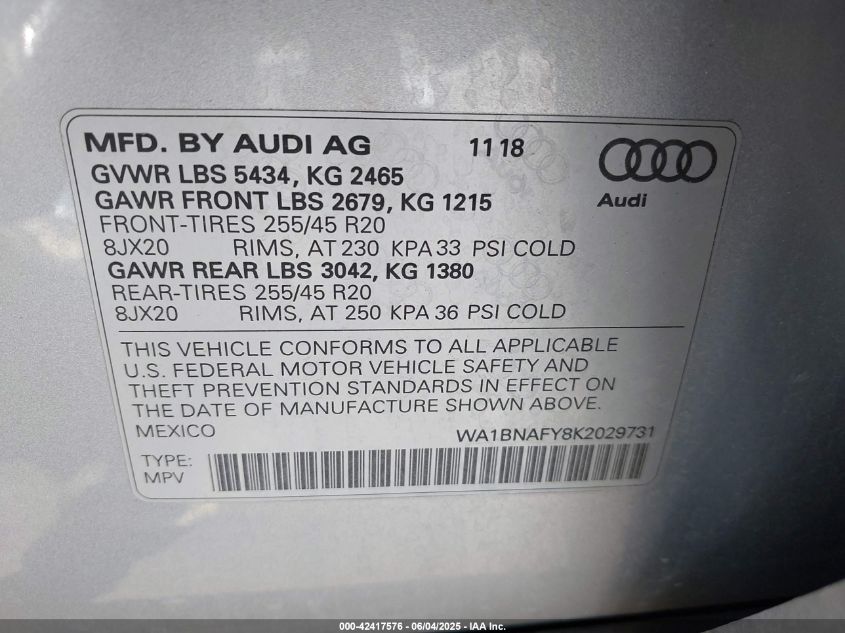 MFD. BY AUDI AG 11 18
GVWR LBS 5434, KG 2465
GAWR FRONT LBS 2679, KG 1215
Audi
FRONT-TIRES 255/45 R20
8JX20 RIMS, AT 230 KPA 33 PSI COLD
GAWR REAR LBS 3042, KG 1380
REAR-TIRES 255/45 R20
8JX20 RIMS, AT 250 KPA 36 PSI COLD
THIS VEHICLE CONFORMS TO ALL APPLICABLE
U.S. FEDERAL MOTOR VEHICLE SAFETY AND
THEFT PREVENTION STANDARDS IN EFFECT ON
THE DATE OF MANUFACTURE SHOWN ABOVE.
MEXICO WA1BNAFY8K2029731
TYPE:
MPV
000-42417576 - 06/04/2025 - IAA Inc.